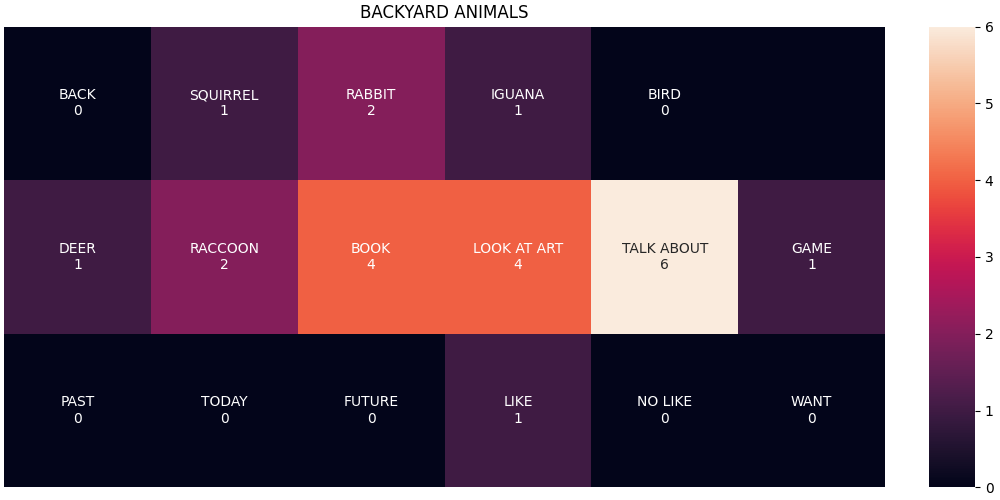 BACKYARD ANIMALS
BACK
0
SQUIRREL
1
RABBIT
2
IGUANA
1
BIRD
0
DEER
1
RACCOON
2
BOOK
4
LOOK AT ART
4
TALK ABOUT
6
GAME
1
PAST
0
TODAY
0
FUTURE
0
LIKE
1
NO LIKE
0
WANT
0
6
5
4
3
2
1
0